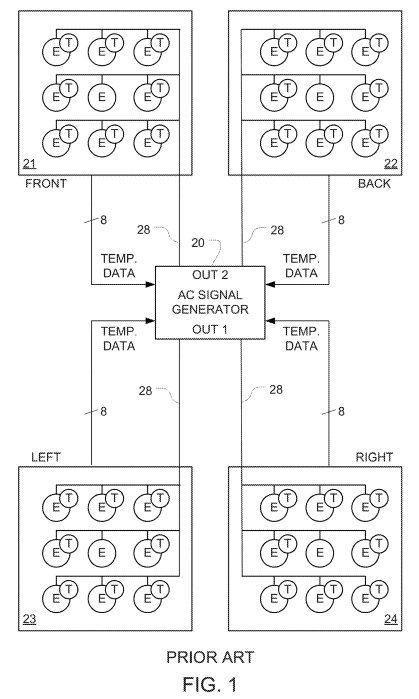 T T T T T T
E E E E E E
T T T T
E E E E E E
T T T T T T
E E E E E E
21 22
FRONT BACK
8 28 20 28 8
TEMP. DATA TEMP. DATA
OUT 2
AC SIGNAL
GENERATOR
OUT 1
TEMP. DATA TEMP. DATA
8 28 28 8
LEFT RIGHT
T T T T T T
E E E E E E
T T T T
E E E E E E
T T T T T T
E E E E E E
23 24
PRIOR ART
FIG. 1